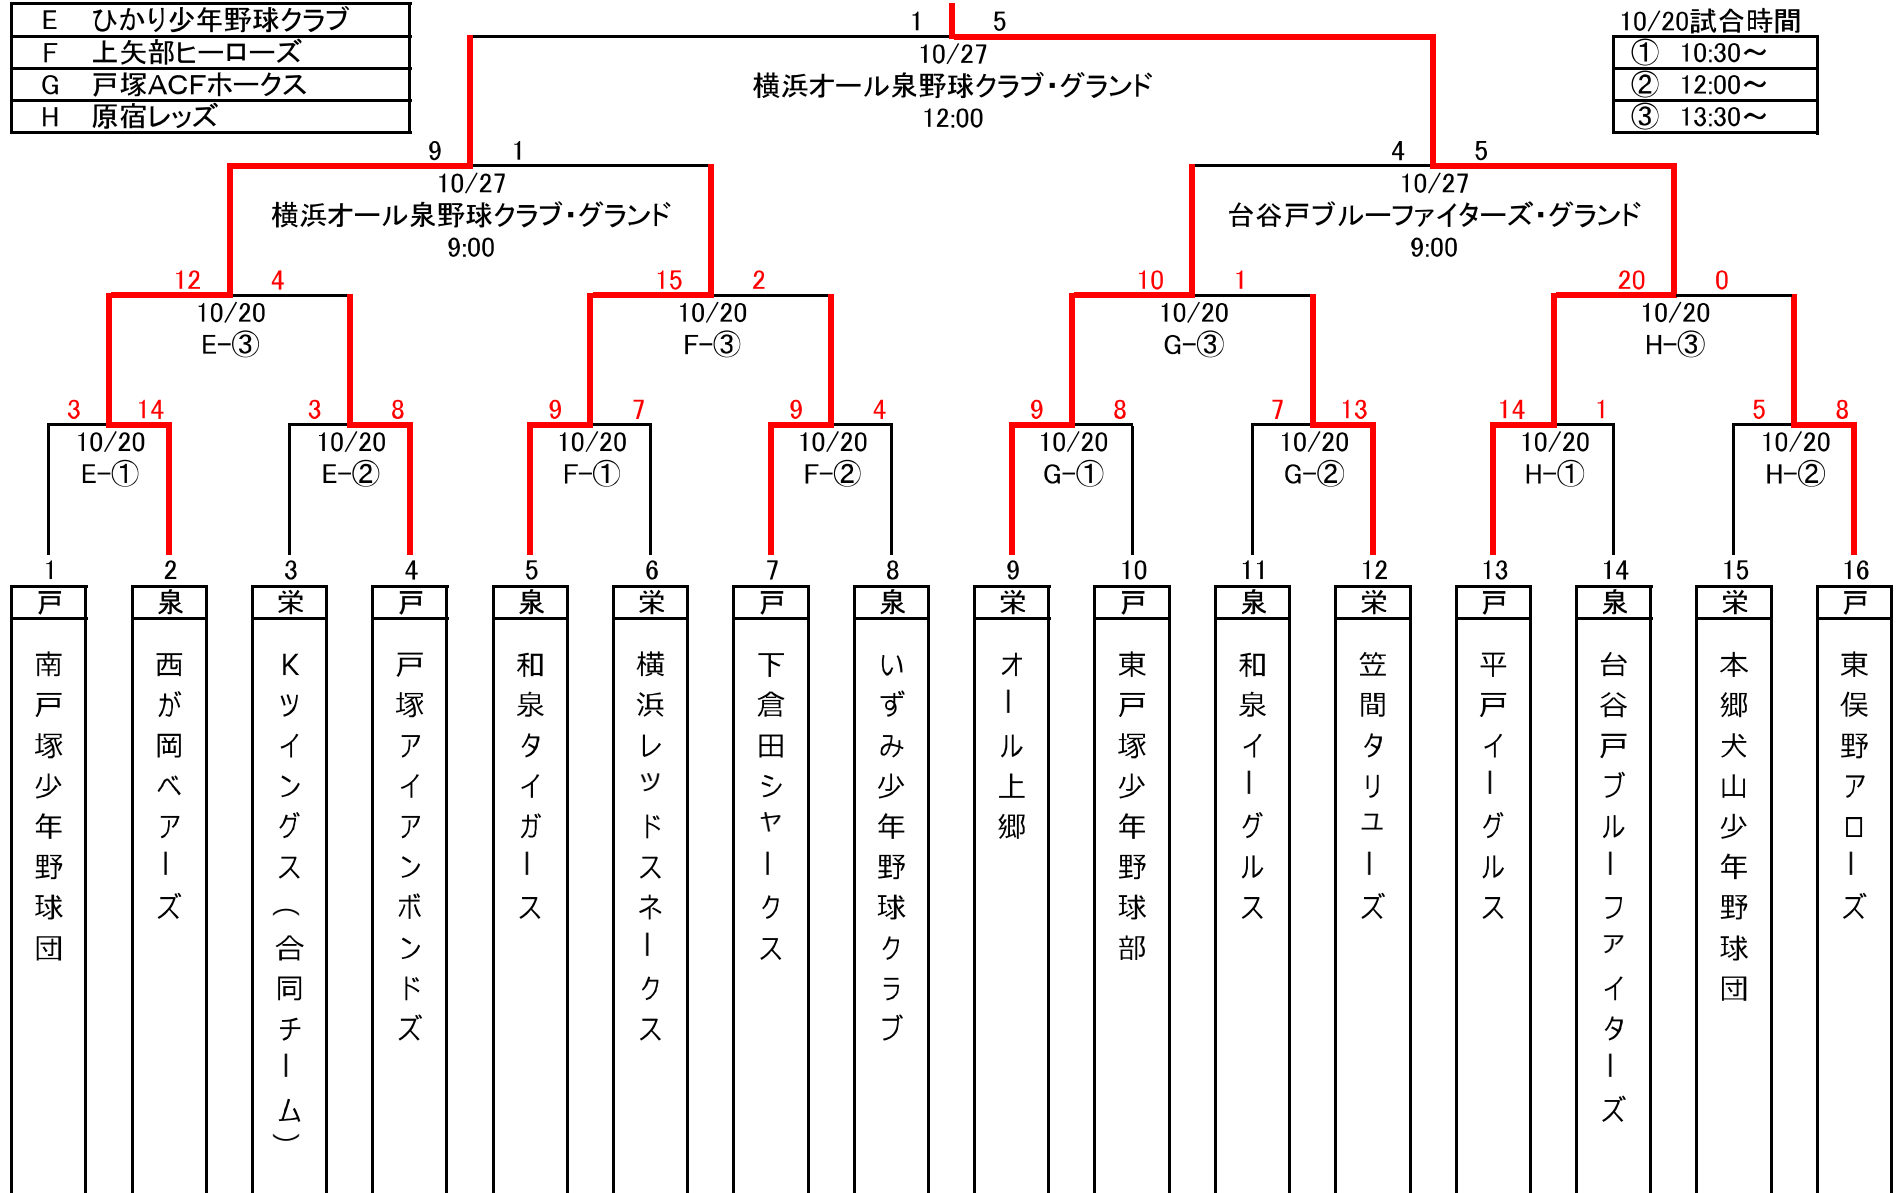 E ひかり少年野球クラブ
F 上矢部ヒーローズ
G 戸塚ACFホークス
H 原宿レッズ
10/20試合時間
① 10:30～
② 12:00～
③ 13:30～
1 5
10/27
横浜オール泉野球クラブ・グランド
12:00
9 1
10/27
横浜オール泉野球クラブ・グランド
9:00
4 5
10/27
台谷戸ブルーファイターズ・グランド
9:00
12 4
10/20
E-③
15 2
10/20
F-③
10 1
10/20
G-③
20 0
10/20
H-③
3 14
10/20
E-①
3 8
10/20
E-②
9 7
10/20
F-①
9 4
10/20
F-②
9 8
10/20
G-①
7 13
10/20
G-②
14 1
10/20
H-①
5 8
10/20
H-②
1
戸
南戸塚少年野球団
2
泉
西が岡ベアーズ
3
栄
Kツイングス(合同チーム)
4
戸
戸塚アイアンボンドズ
5
泉
和泉タイガース
6
栄
横浜レツドスネークス
7
戸
下倉田シヤークス
8
泉
いずみ少年野球クラブ
9
栄
オール上郷
10
戸
東戸塚少年野球部
11
泉
和泉イーグルス
12
栄
笠間タリユーズ
13
戸
平戸イーグルス
14
泉
台谷戸ブルーファイターズ
15
栄
本郷犬山少年野球団
16
戸
東俣野アローズ